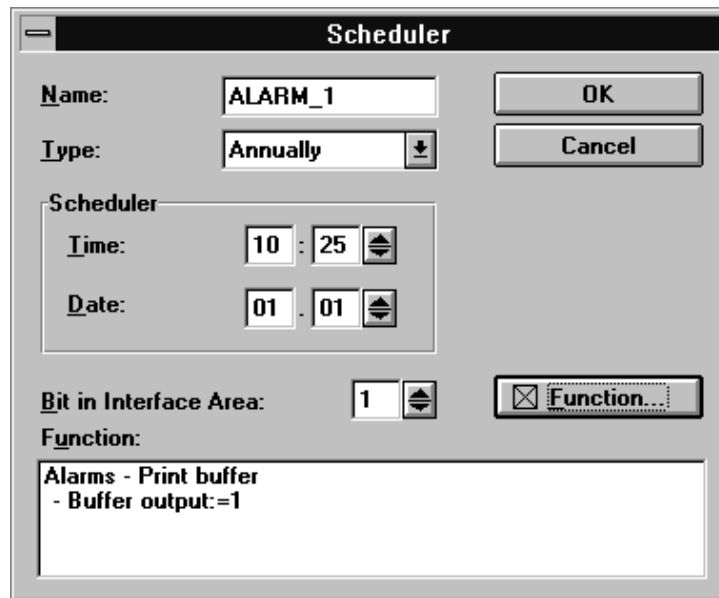 Scheduler
Name: ALARM_1 OK
Type: Annually Cancel
Scheduler
Time: 10 : 25
Date: 01 . 01
Bit in Interface Area: 1 Function...
Function:
Alarms - Print buffer
- Buffer output:=1